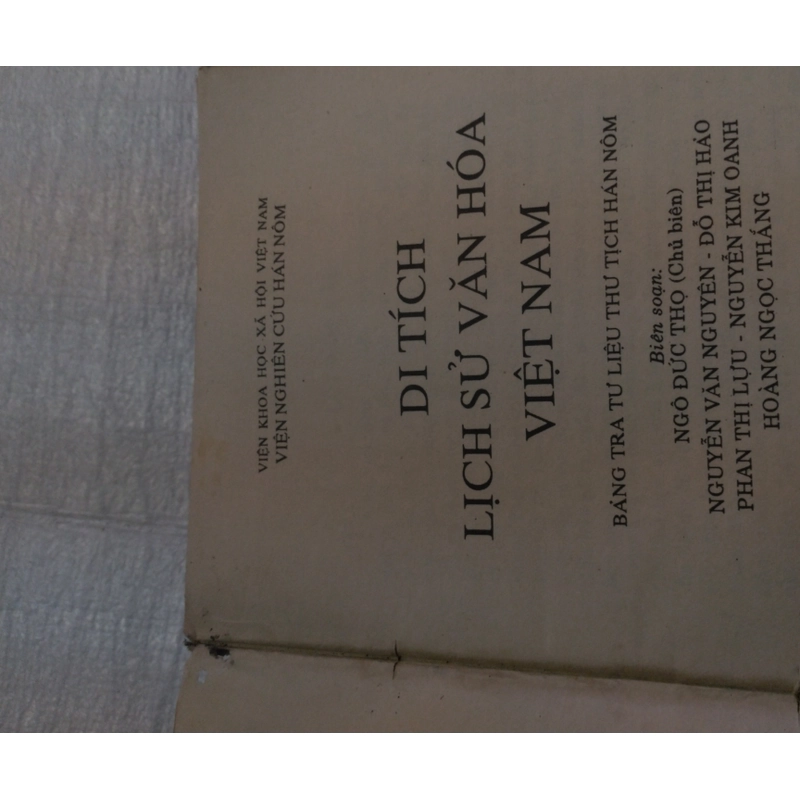 VIỆN KHOA HỌC XÃ HỘI VIỆT NAM
VIỆN NGHIÊN CỨU HÁN NÔM
DI TÍCH
LỊCH SỬ VĂN HÓA
VIỆT NAM
BẢNG TRA TƯ LIỆU THƯ TỊCH HÁN NÔM
Biên soạn:
NGÔ ĐỨC THỌ (Chủ biên)
NGUYỄN VĂN NGUYÊN - ĐỖ THỊ HẢO
PHAN THỊ LỰU - NGUYỄN KIM OANH
HOÀNG NGỌC THẮNG